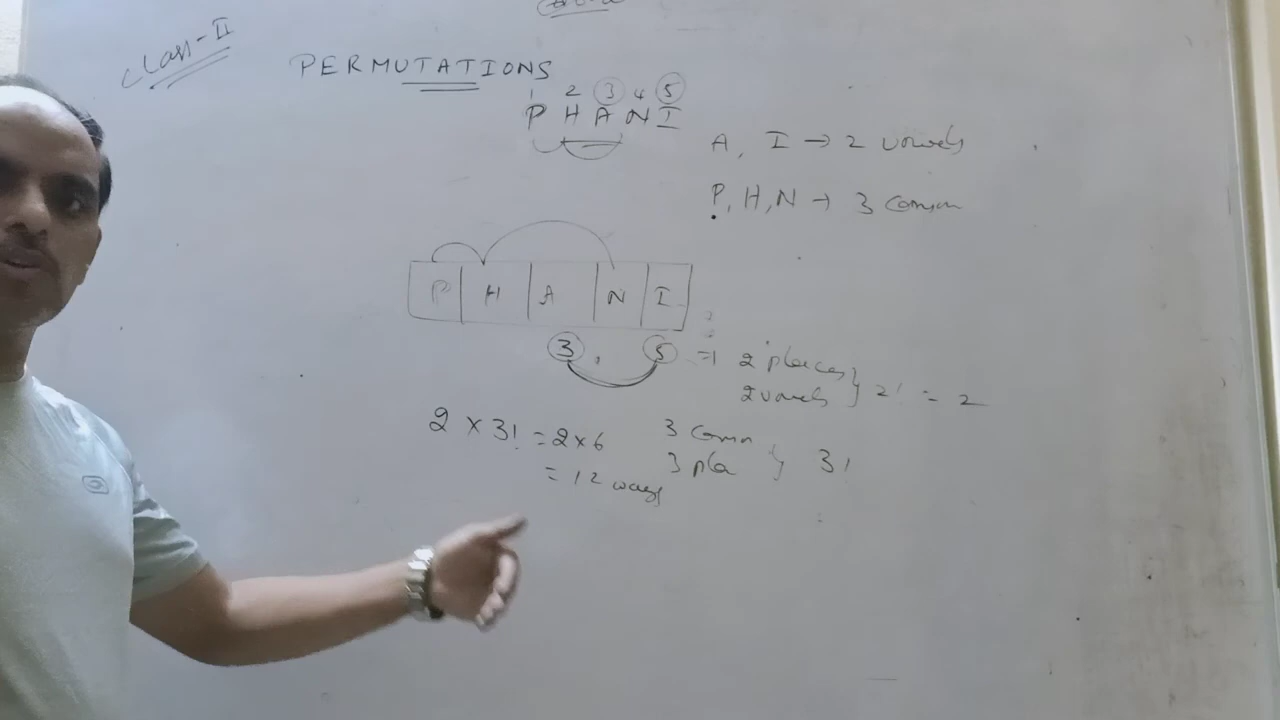 Class-II
PERMUTATIONS
1 2 3 4 5
P H A N I
A, I → 2 vowels
P, H, N → 3 Conson
P H A N I
3, 5 ⇒ 2 places
2 vowels } 2! = 2
2 × 3! = 2×6
= 12 ways
3 Conson
3 pla } 3!